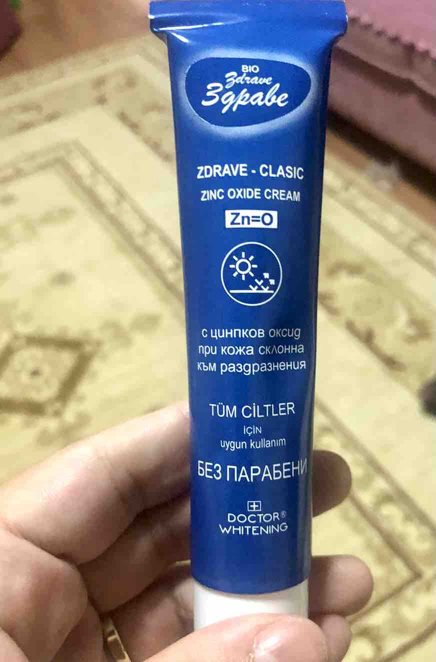 BIO
Zdrave
Здраве
ZDRAVE - CLASIC
ZINC OXIDE CREAM
Zn=O
с цинпков оксид
при кожа склонна
към раздразнения
TÜM CİLTLER
İÇİN
uygun kullanım
БЕЗ ПАРАБЕНИ
DOCTOR®
WHITENING